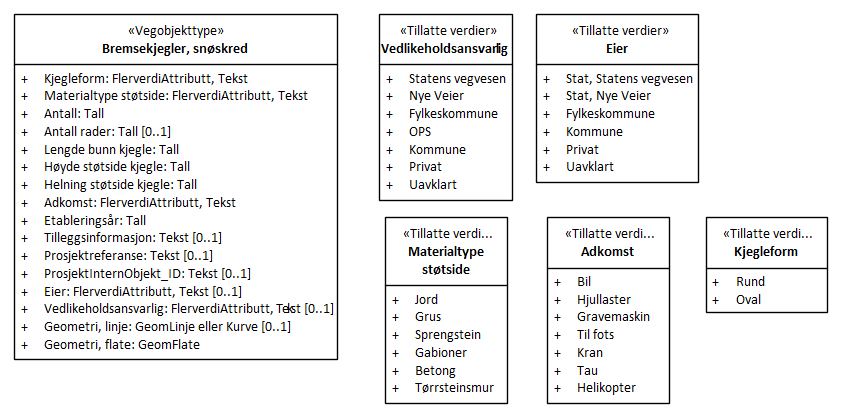 «Vegobjekttype»
Bremsekjegler, snøskred
+ Kjegleform: FlerverdiAttributt, Tekst
+ Materialtype støtside: FlerverdiAttributt, Tekst
+ Antall: Tall
+ Antall rader: Tall [0..1]
+ Lengde bunn kjegle: Tall
+ Høyde støtside kjegle: Tall
+ Helning støtside kjegle: Tall
+ Adkomst: FlerverdiAttributt, Tekst
+ Etableringsår: Tall
+ Tilleggsinformasjon: Tekst [0..1]
+ Prosjektreferanse: Tekst [0..1]
+ ProsjektInternObjekt_ID: Tekst [0..1]
+ Eier: FlerverdiAttributt, Tekst [0..1]
+ Vedlikeholdsansvarlig: FlerverdiAttributt, Tekst [0..1]
+ Geometri, linje: GeomLinje eller Kurve [0..1]
+ Geometri, flate: GeomFlate
«Tillatte verdier»
Vedlikeholdsansvarlig
+ Statens vegvesen
+ Nye Veier
+ Fylkeskommune
+ OPS
+ Kommune
+ Privat
+ Uavklart
«Tillatte verdier»
Eier
+ Stat, Statens vegvesen
+ Stat, Nye Veier
+ Fylkeskommune
+ Kommune
+ Privat
+ Uavklart
«Tillatte verdi...
Materialtype
støtside
+ Jord
+ Grus
+ Sprengstein
+ Gabioner
+ Betong
+ Tørrsteinsmur
«Tillatte verdi...
Adkomst
+ Bil
+ Hjullaster
+ Gravemaskin
+ Til fots
+ Kran
+ Tau
+ Helikopter
«Tillatte verdi...
Kjegleform
+ Rund
+ Oval